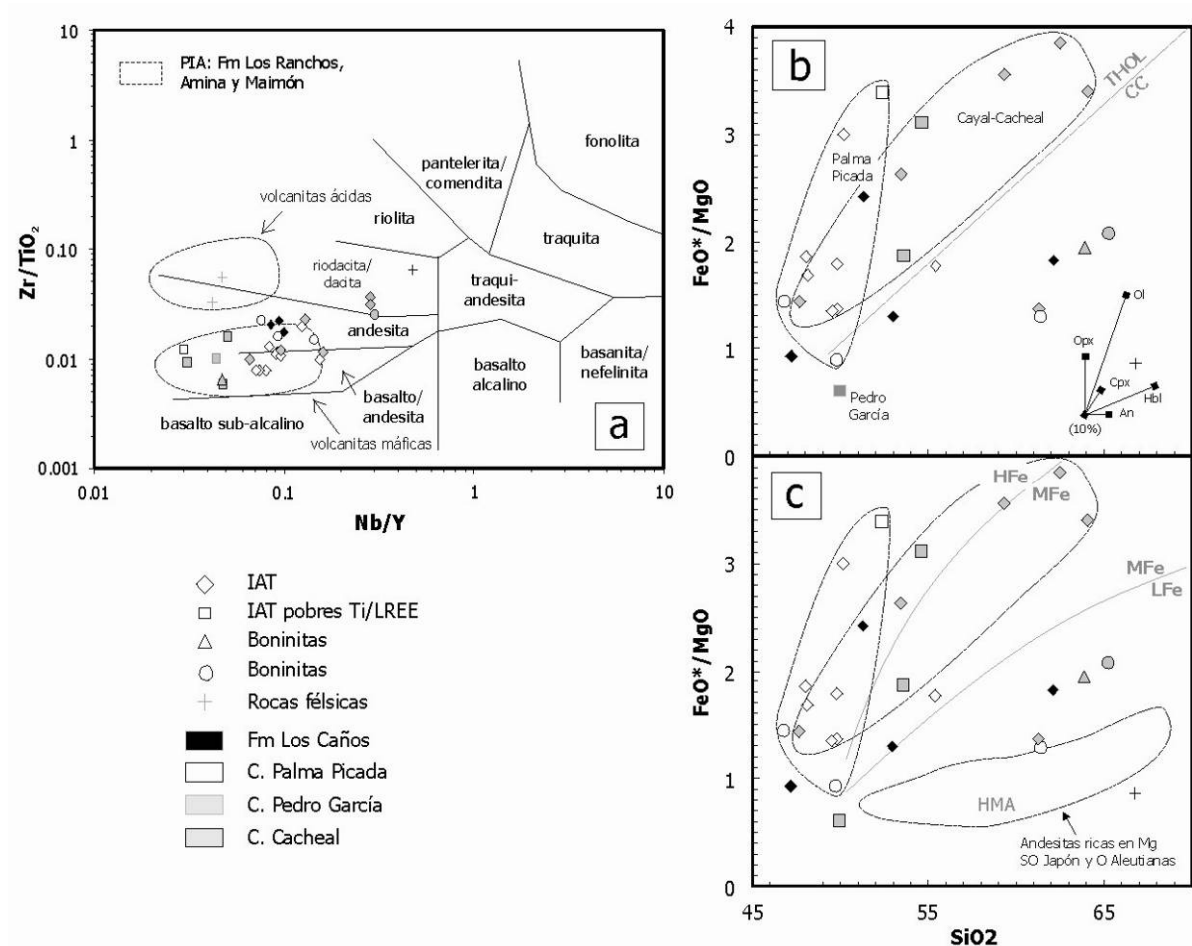 10
1
0.10
0.01
0.001
Zr/TiO2
0.01
0.1
1
10
Nb/Y
PIA: Fm Los Ranchos,
Amina y Maimón
volcanitas ácidas
riolita
pantelerita/
comendita
fonolita
traquita
riodacita/
dacita
traqui-
andesita
andesita
basalto
alcalino
basanita/
nefelinita
basalto/
andesita
basalto sub-alcalino
volcanitas máficas
a
IAT
IAT pobres Ti/LREE
Boninitas
Boninitas
Rocas félsicas
Fm Los Caños
C. Palma Picada
C. Pedro García
C. Cacheal
b
4
3
2
1
0
FeO*/MgO
THOL
CC
Cayal-Cacheal
Palma
Picada
Pedro
García
Ol
Opx
Cpx
Hbl
An
(10%)
c
3
2
1
0
FeO*/MgO
HFe
MFe
MFe
LFe
HMA
Andesitas ricas en Mg
SO Japón y O Aleutianas
45
55
65
SiO2